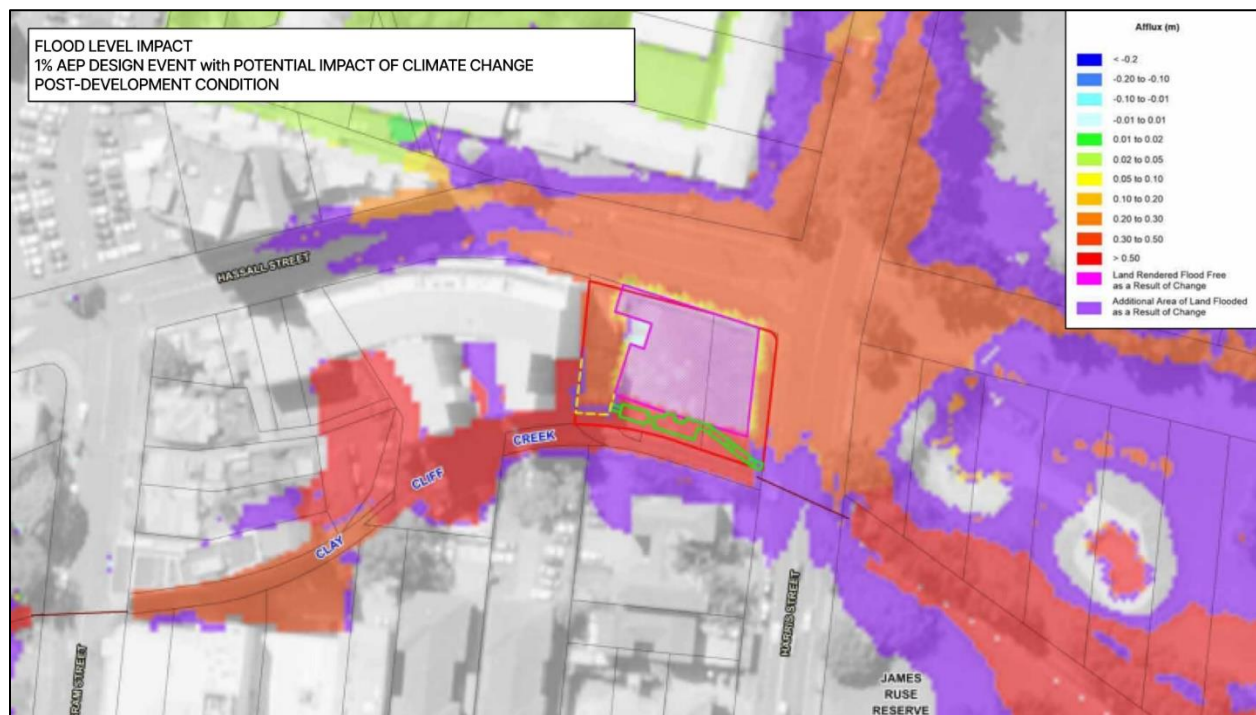 FLOOD LEVEL IMPACT
1% AEP DESIGN EVENT with POTENTIAL IMPACT OF CLIMATE CHANGE
POST-DEVELOPMENT CONDITION
Afflux (m)
< -0.2
-0.20 to -0.10
-0.10 to -0.01
-0.01 to 0.01
0.01 to 0.02
0.02 to 0.05
0.05 to 0.10
0.10 to 0.20
0.20 to 0.30
0.30 to 0.50
> 0.50
Land Rendered Flood Free
as a Result of Change
Additional Area of Land Flooded
as a Result of Change
HASSALL STREET
CREEK
CLIFF
CLAY
HARRIS STREET
RAM STREET
JAMES
RUSE
RESERVE